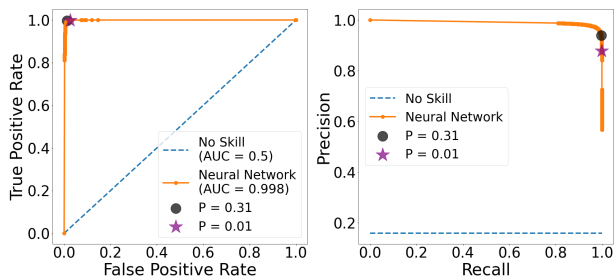 True Positive Rate
1.0
0.8
0.6
0.4
0.2
0.0
0.0 0.2 0.4 0.6 0.8 1.0
False Positive Rate
No Skill
(AUC = 0.5)
Neural Network
(AUC = 0.998)
P = 0.31
P = 0.01
Precision
1.0
0.8
0.6
0.4
0.2
0.0 0.2 0.4 0.6 0.8 1.0
Recall
No Skill
Neural Network
P = 0.31
P = 0.01